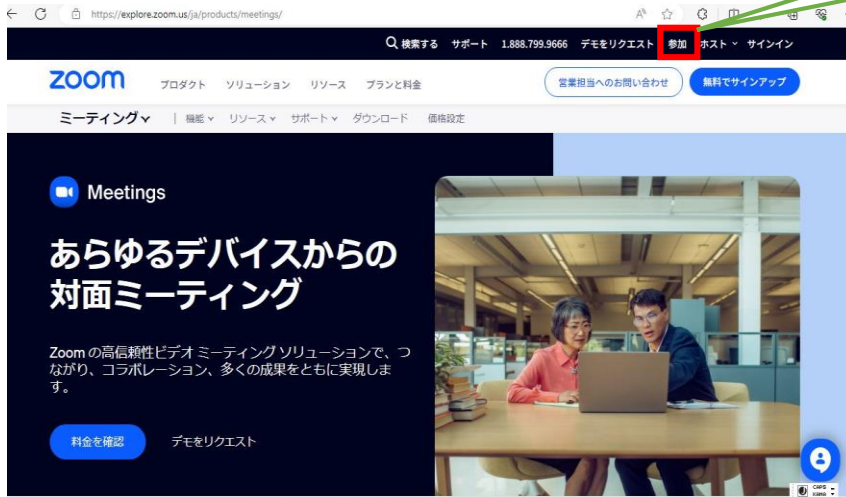 https://explore.zoom.us/ja/products/meetings/
検索する サポート 1.888.799.9666 デモをリクエスト 参加 ホスト サインイン
zoom プロダクト ソリューション リソース プランと料金 営業担当へのお問い合わせ 無料でサインアップ
ミーティング | 機能 リソース サポート ダウンロード 価格設定
Meetings
あらゆるデバイスからの
対面ミーティング
Zoom の高信頼性ビデオ ミーティング ソリューションで、つ
ながり、コラボレーション、多くの成果をともに実現しま
す。
料金を確認 デモをリクエスト
CAPS
KANA